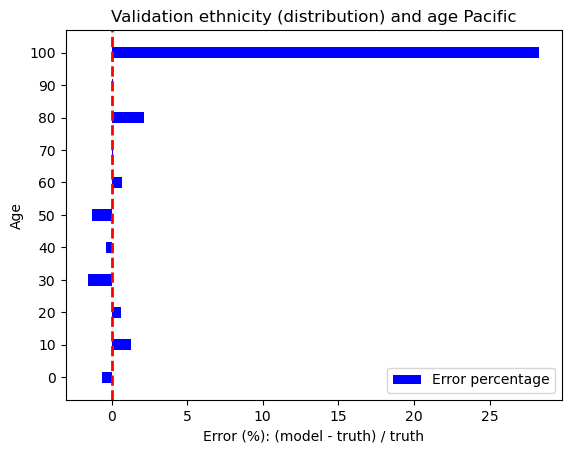 Validation ethnicity (distribution) and age Pacific
Age
100
90
80
70
60
50
40
30
20
10
0
Error percentage
0 5 10 15 20 25
Error (%): (model - truth) / truth